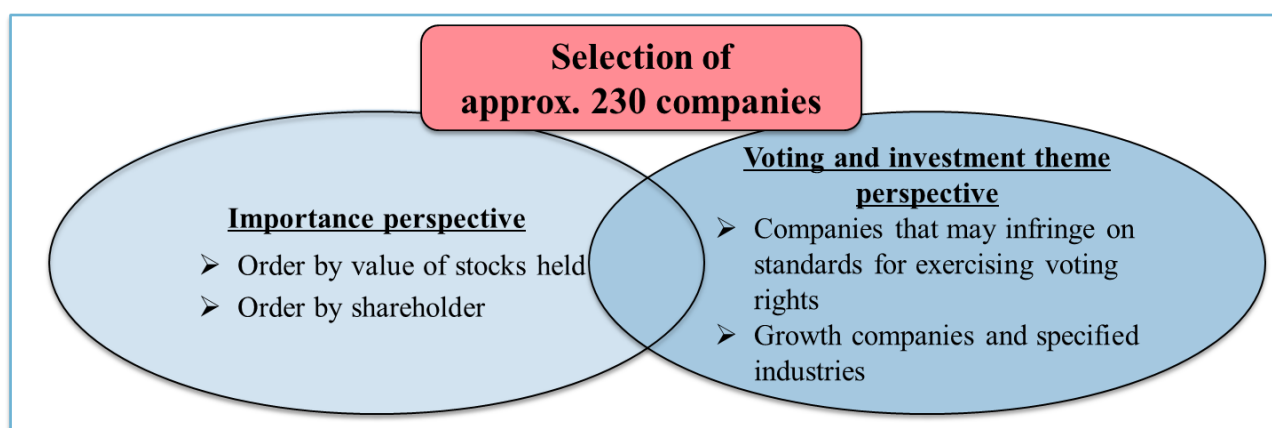 Selection of
approx. 230 companies
Importance perspective
➢ Order by value of stocks held
➢ Order by shareholder
Voting and investment theme
perspective
➢ Companies that may infringe on
standards for exercising voting
rights
➢ Growth companies and specified
industries